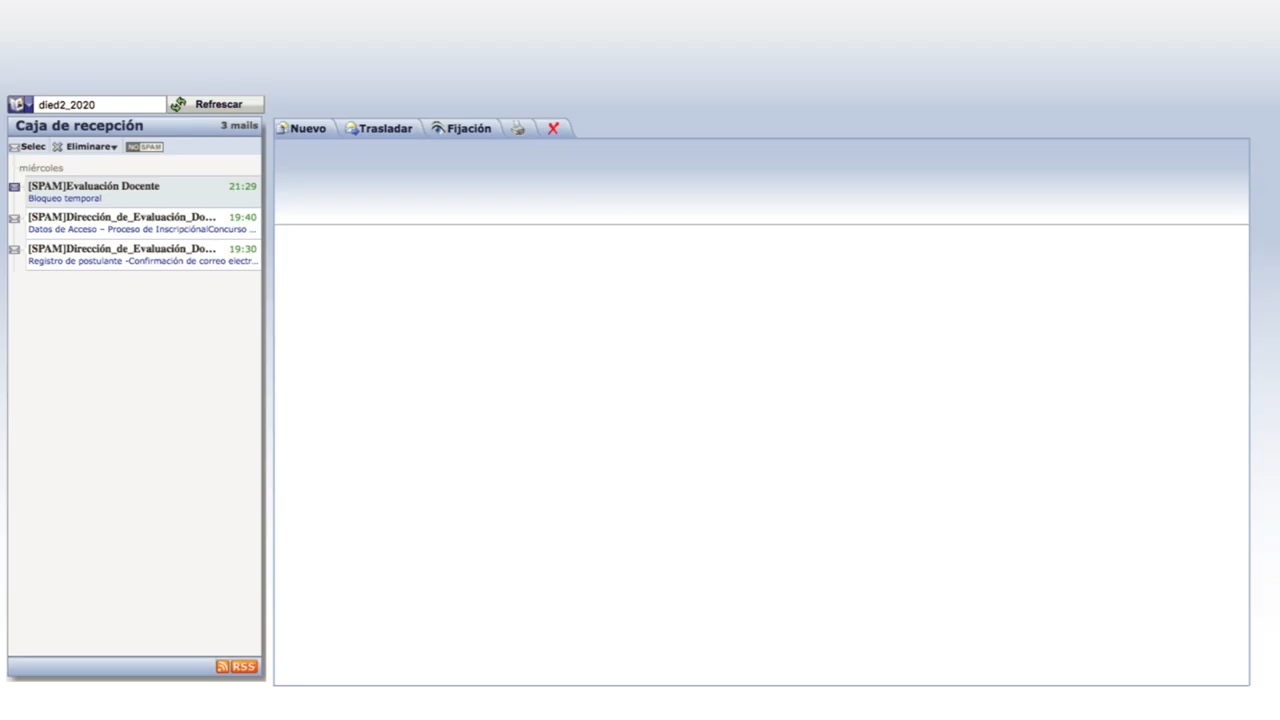 died2_2020 Refrescar
Caja de recepción 3 mails
Nuevo Trasladar Fijación
Selec Eliminare NO SPAM
miércoles
[SPAM]Evaluación Docente 21:29
Bloqueo temporal
[SPAM]Dirección_de_Evaluación_Do... 19:40
Datos de Acceso – Proceso de InscripciónalConcurso ...
[SPAM]Dirección_de_Evaluación_Do... 19:30
Registro de postulante -Confirmación de correo electr...
RSS